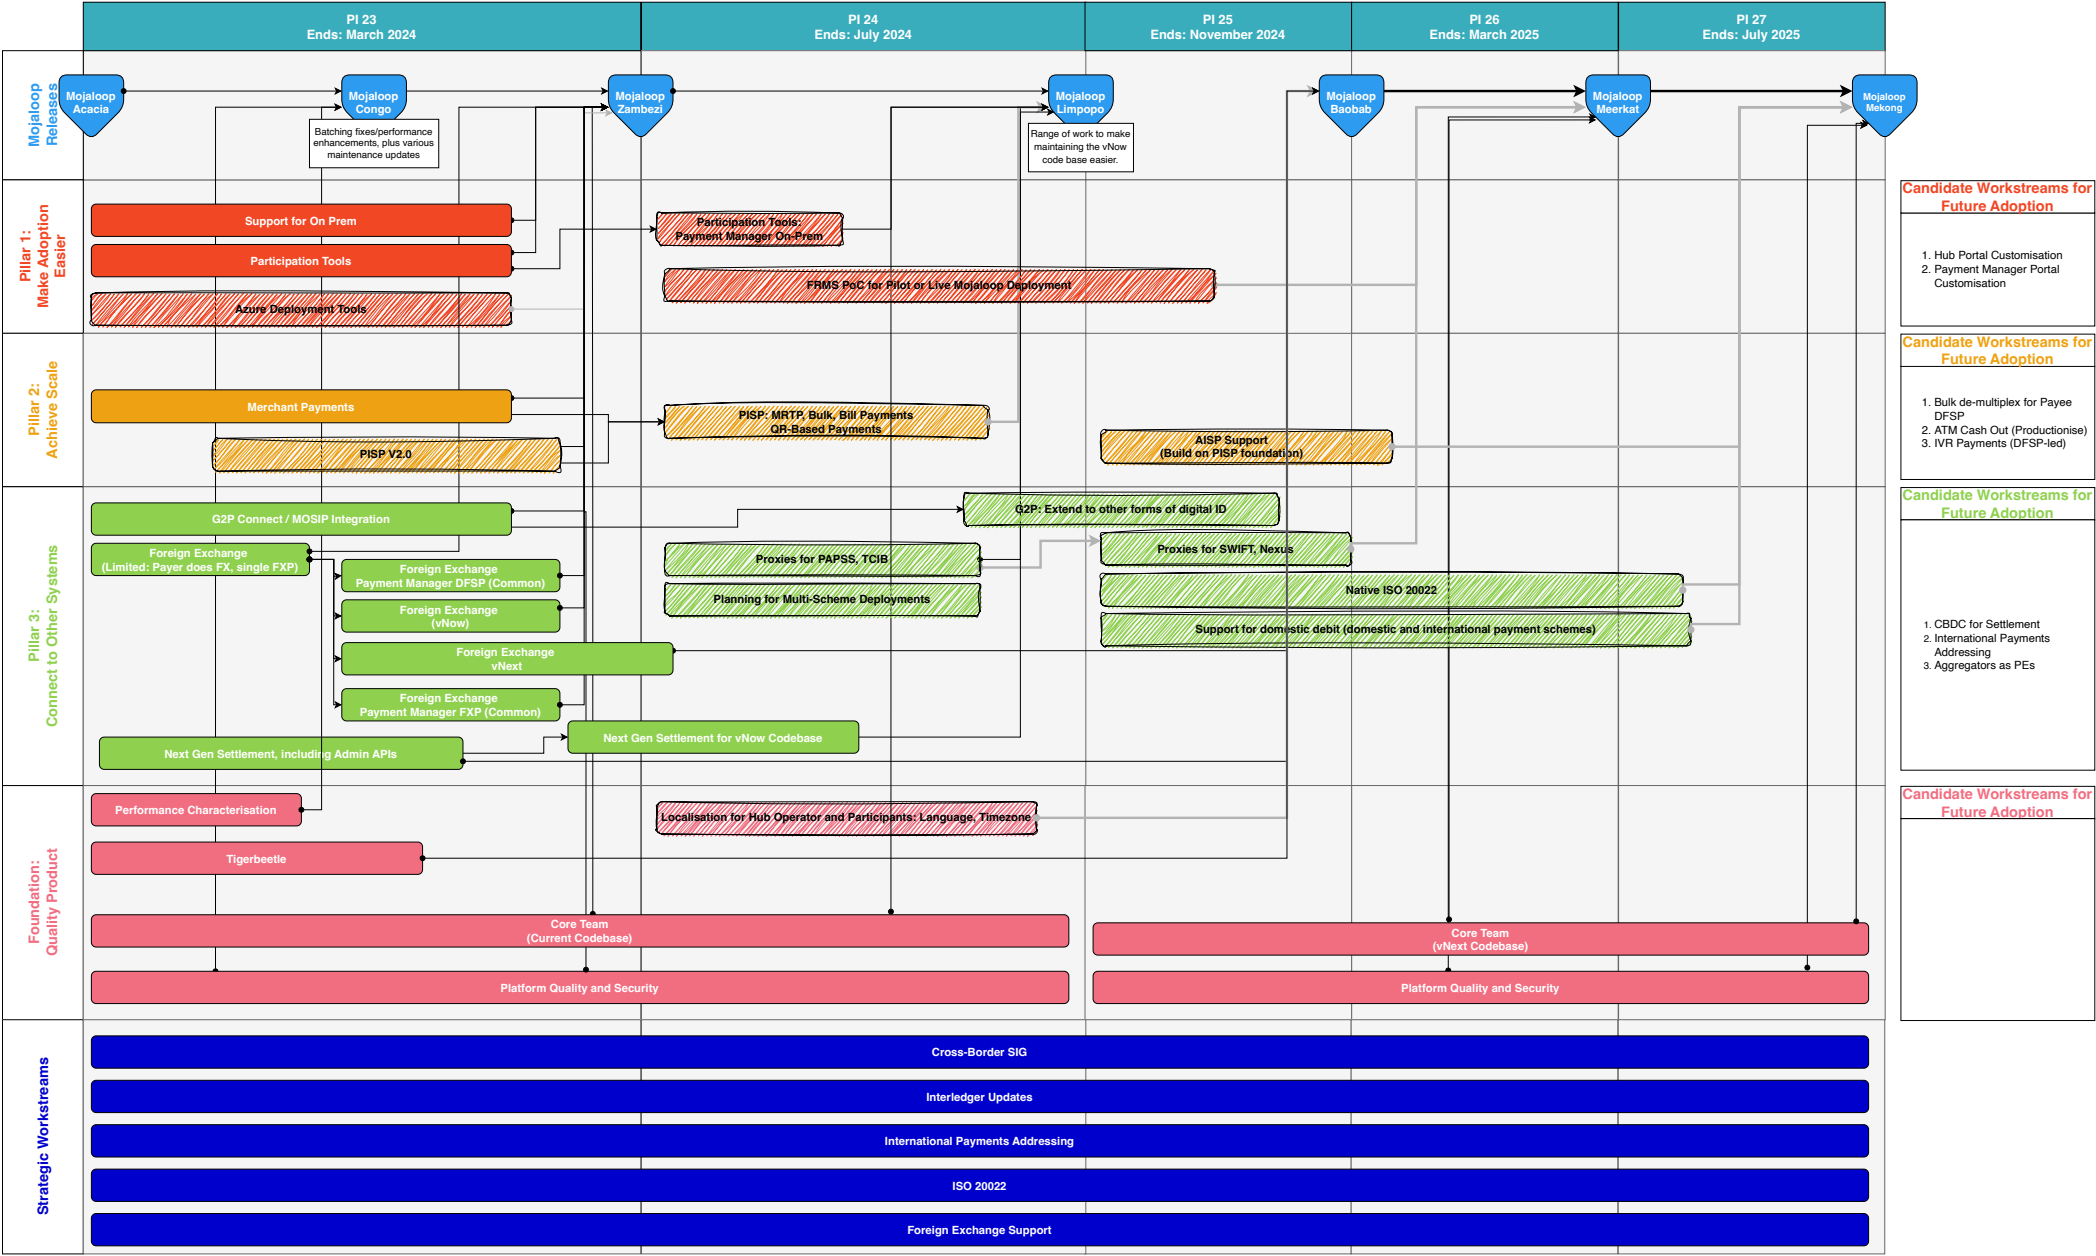 PI 23
Ends: March 2024
PI 24
Ends: July 2024
PI 25
Ends: November 2024
PI 26
Ends: March 2025
PI 27
Ends: July 2025
Mojaloop
Releases
Mojaloop
Acacia
Mojaloop
Congo
Batching fixes/performance
enhancements, plus various
maintenance updates
Mojaloop
Zambezi
Mojaloop
Limpopo
Range of work to make
maintaining the vNow
code base easier.
Mojaloop
Baobab
Mojaloop
Meerkat
Mojaloop
Mekong
Pillar 1:
Make Adoption
Easier
Support for On Prem
Participation Tools
Azure Deployment Tools
Participation Tools:
Payment Manager On-Prem
FRMS PoC for Pilot or Live Mojaloop Deployment
Candidate Workstreams for
Future Adoption
1. Hub Portal Customisation
2. Payment Manager Portal
Customisation
Pillar 2:
Achieve Scale
Merchant Payments
PISP V2.0
PISP: MRTP, Bulk, Bill Payments
QR-Based Payments
AISP Support
(Build on PISP foundation)
Candidate Workstreams for
Future Adoption
1. Bulk de-multiplex for Payee
DFSP
2. ATM Cash Out (Productionise)
3. IVR Payments (DFSP-led)
Pillar 3:
Connect to Other Systems
G2P Connect / MOSIP Integration
Foreign Exchange
(Limited: Payer does FX, single FXP)
Foreign Exchange
Payment Manager DFSP (Common)
Foreign Exchange
(vNow)
Foreign Exchange
vNext
Foreign Exchange
Payment Manager FXP (Common)
Next Gen Settlement, including Admin APIs
Next Gen Settlement for vNow Codebase
G2P: Extend to other forms of digital ID
Proxies for PAPSS, TCIB
Planning for Multi-Scheme Deployments
Proxies for SWIFT, Nexus
Native ISO 20022
Support for domestic debit (domestic and international payment schemes)
Candidate Workstreams for
Future Adoption
1. CBDC for Settlement
2. International Payments
Addressing
3. Aggregators as PEs
Foundation:
Quality Product
Performance Characterisation
Tigerbeetle
Localisation for Hub Operator and Participants: Language, Timezone
Core Team
(Current Codebase)
Core Team
(vNext Codebase)
Platform Quality and Security
Platform Quality and Security
Candidate Workstreams for
Future Adoption
Strategic Workstreams
Cross-Border SIG
Interledger Updates
International Payments Addressing
ISO 20022
Foreign Exchange Support